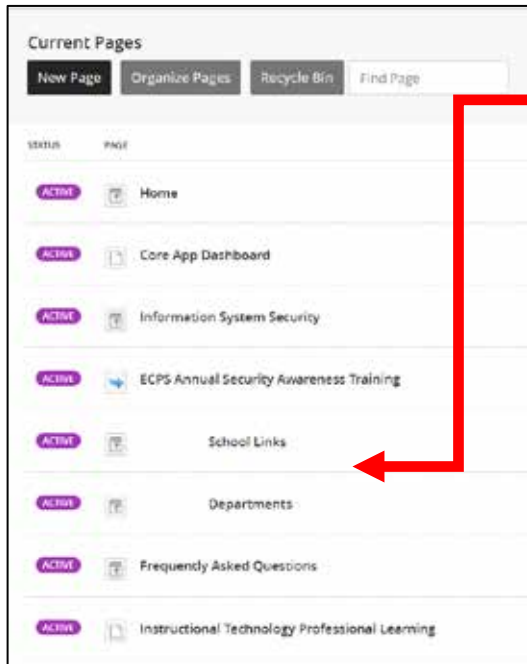 Current Pages
New Page Organize Pages Recycle Bin Find Page
STATUS PAGE
ACTIVE Home
ACTIVE Core App Dashboard
ACTIVE Information System Security
ACTIVE ECPS Annual Security Awareness Training
ACTIVE School Links
ACTIVE Departments
ACTIVE Frequently Asked Questions
ACTIVE Instructional Technology Professional Learning